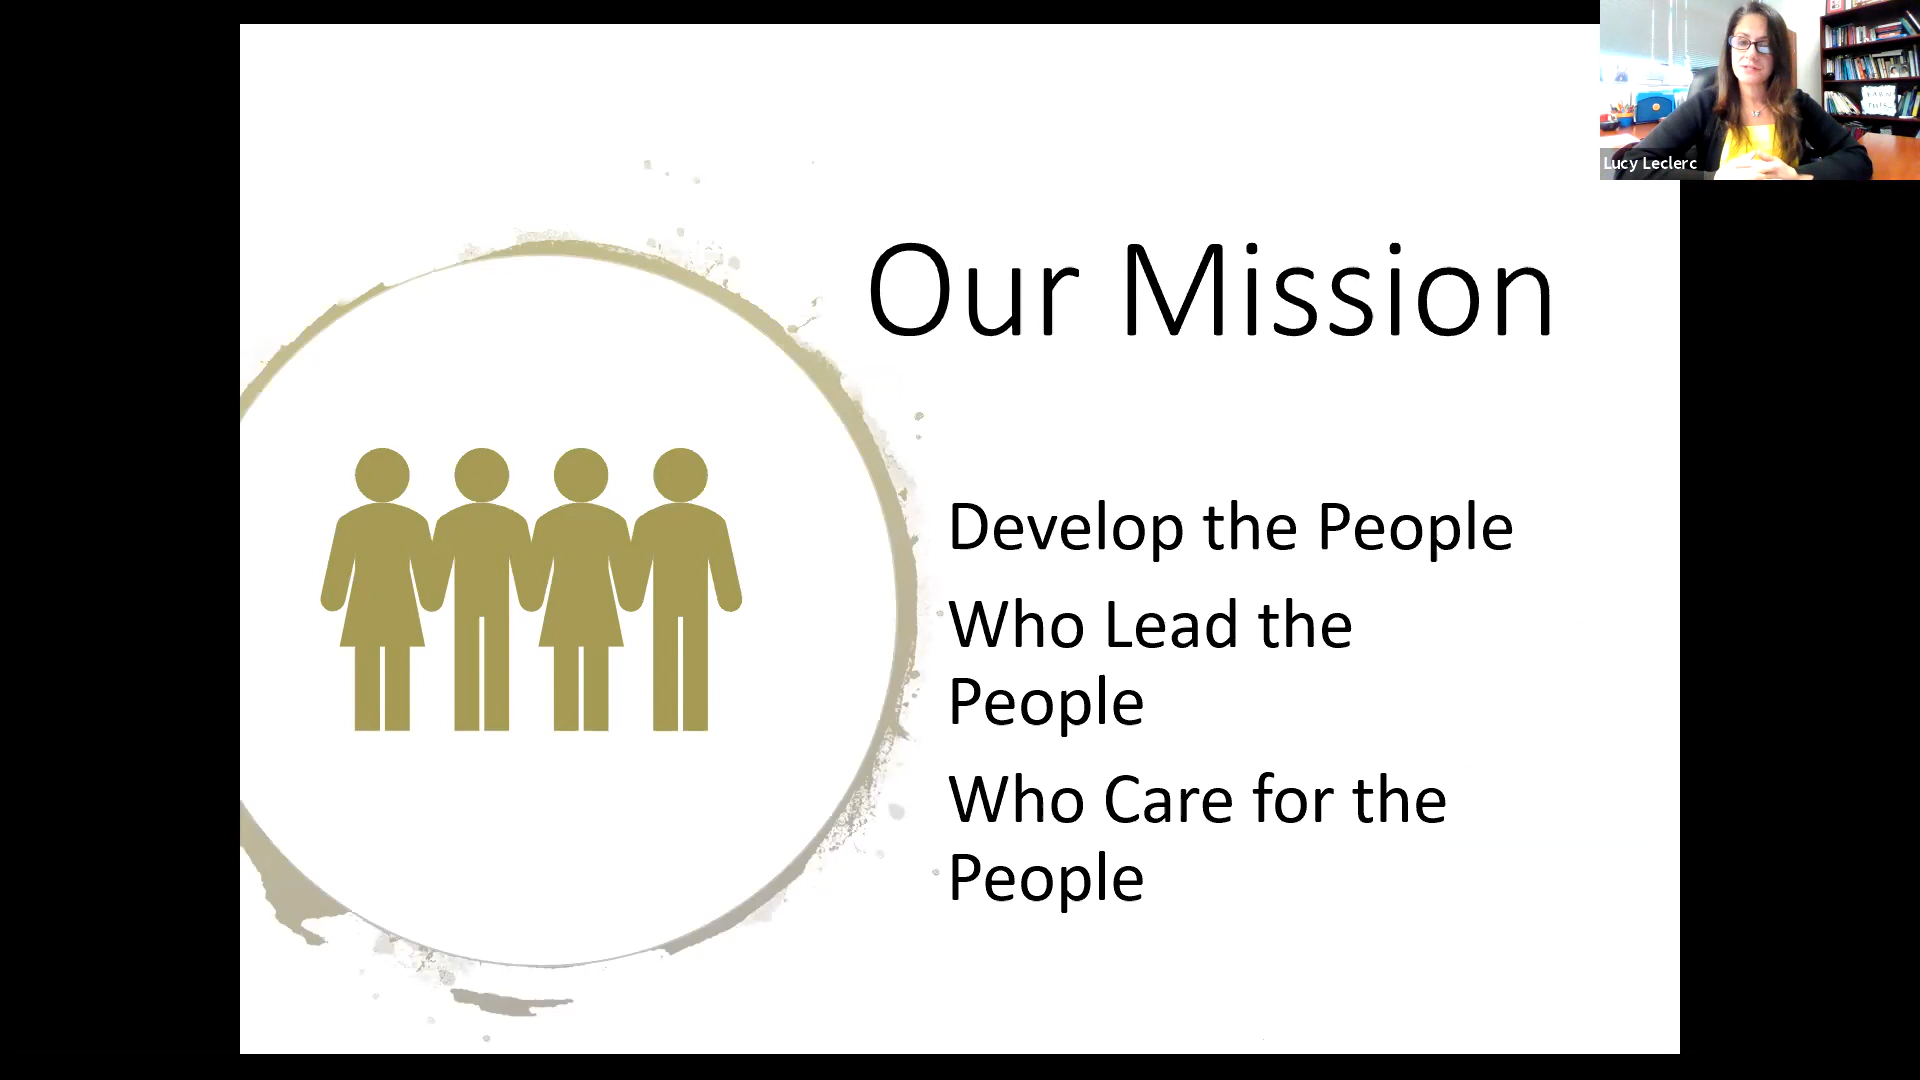 Lucy Leclerc
Our Mission
Develop the People
Who Lead the
People
Who Care for the
People